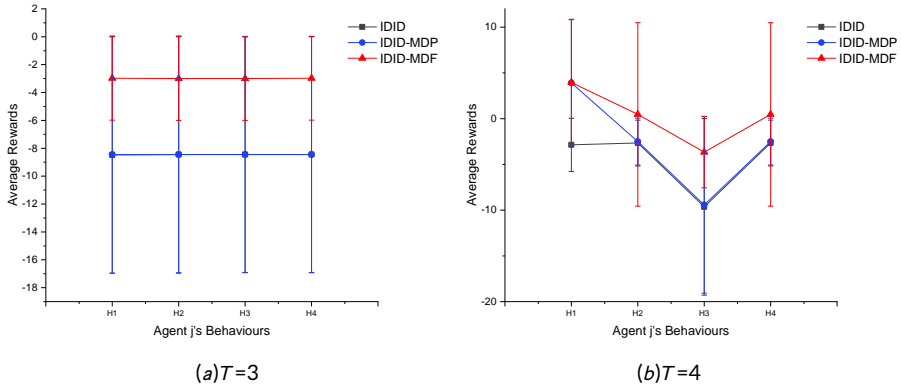 IDID
IDID-MDP
IDID-MDF
0
-2
-4
-6
-8
-10
-12
-14
-16
-18
Average Rewards
H1 H2 H3 H4
Agent j's Behaviours
(a)T=3
IDID
IDID-MDP
IDID-MDF
10
0
-10
-20
Average Rewards
H1 H2 H3 H4
Agent j's Behaviours
(b)T=4